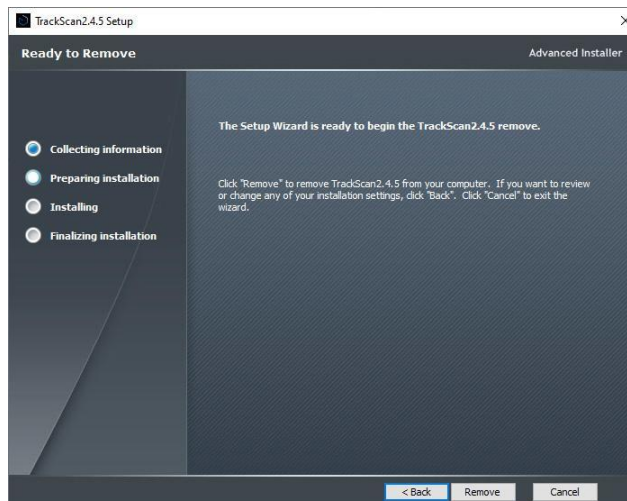 TrackScan2.4.5 Setup
Ready to Remove
Advanced Installer
The Setup Wizard is ready to begin the TrackScan2.4.5 remove.
Collecting information
Preparing installation
Installing
Finalizing installation
Click "Remove" to remove TrackScan2.4.5 from your computer. If you want to review
or change any of your installation settings, click "Back". Click "Cancel" to exit the
wizard.
< Back
Remove
Cancel